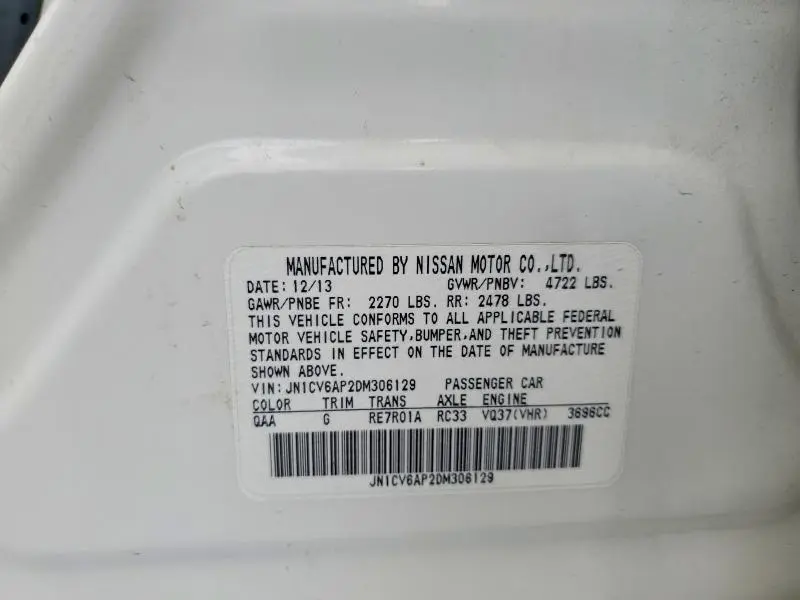 MANUFACTURED BY NISSAN MOTOR CO.,LTD.
DATE: 12/13 GVWR/PNBV: 4722 LBS.
GAWR/PNBE FR: 2270 LBS. RR: 2478 LBS.
THIS VEHICLE CONFORMS TO ALL APPLICABLE FEDERAL
MOTOR VEHICLE SAFETY,BUMPER,AND THEFT PREVENTION
STANDARDS IN EFFECT ON THE DATE OF MANUFACTURE
SHOWN ABOVE.
VIN: JN1CV6AP2DM306129 PASSENGER CAR
COLOR TRIM TRANS AXLE ENGINE
QAA G RE7R01A RC33 VQ37(VHR) 3696CC
JN1CV6AP2DM306129